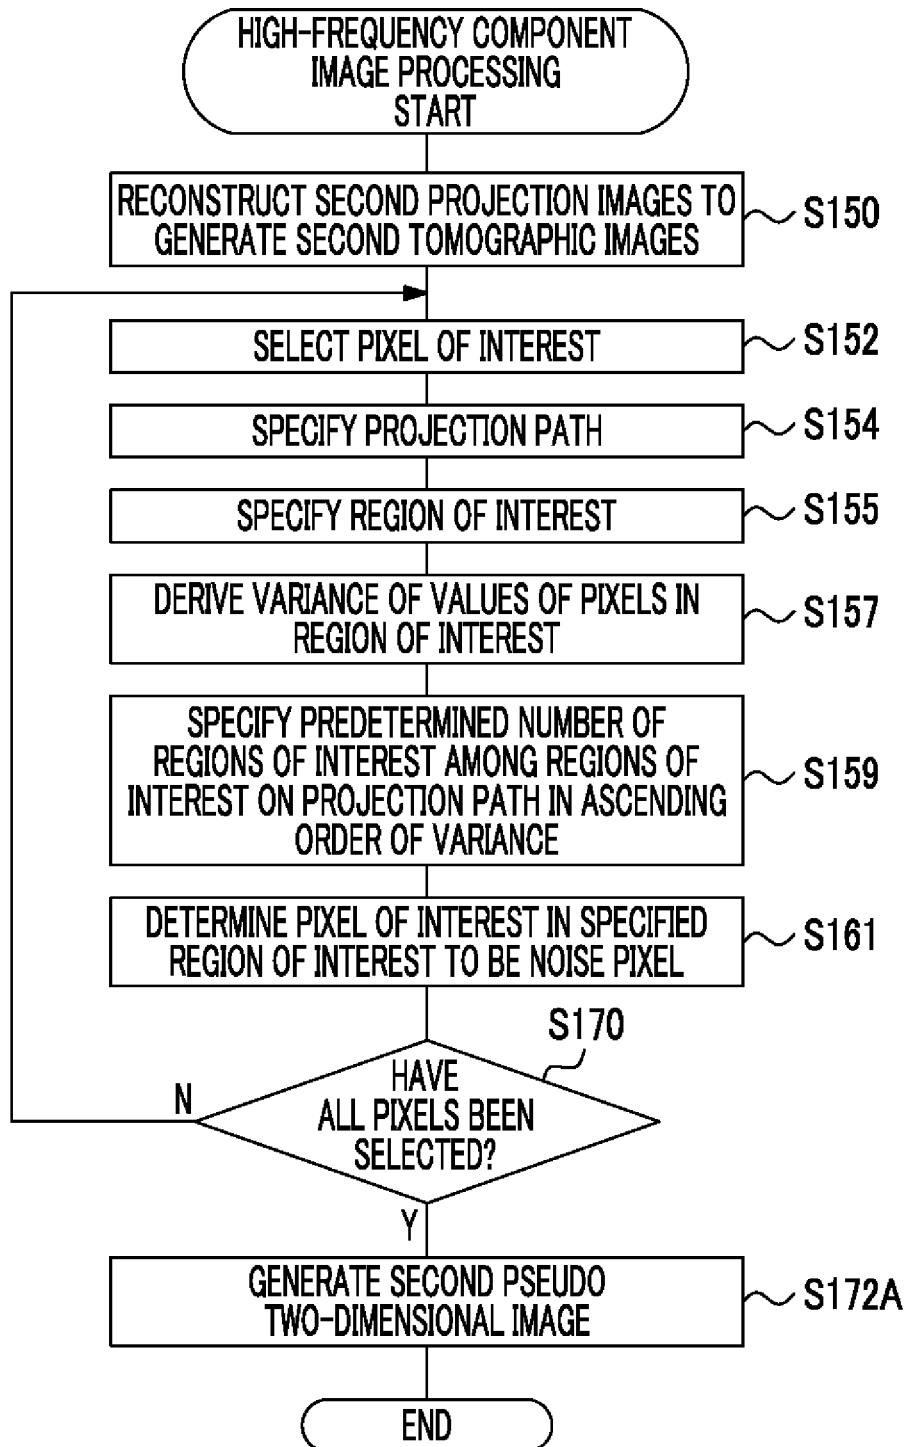 HIGH-FREQUENCY COMPONENT
IMAGE PROCESSING
START
RECONSTRUCT SECOND PROJECTION IMAGES TO
GENERATE SECOND TOMOGRAPHIC IMAGES
S150
SELECT PIXEL OF INTEREST
S152
SPECIFY PROJECTION PATH
S154
SPECIFY REGION OF INTEREST
S155
DERIVE VARIANCE OF VALUES OF PIXELS IN
REGION OF INTEREST
S157
SPECIFY PREDETERMINED NUMBER OF
REGIONS OF INTEREST AMONG REGIONS OF
INTEREST ON PROJECTION PATH IN ASCENDING
ORDER OF VARIANCE
S159
DETERMINE PIXEL OF INTEREST IN SPECIFIED
REGION OF INTEREST TO BE NOISE PIXEL
S161
S170
HAVE
ALL PIXELS BEEN
SELECTED?
N
Y
GENERATE SECOND PSEUDO
TWO-DIMENSIONAL IMAGE
S172A
END